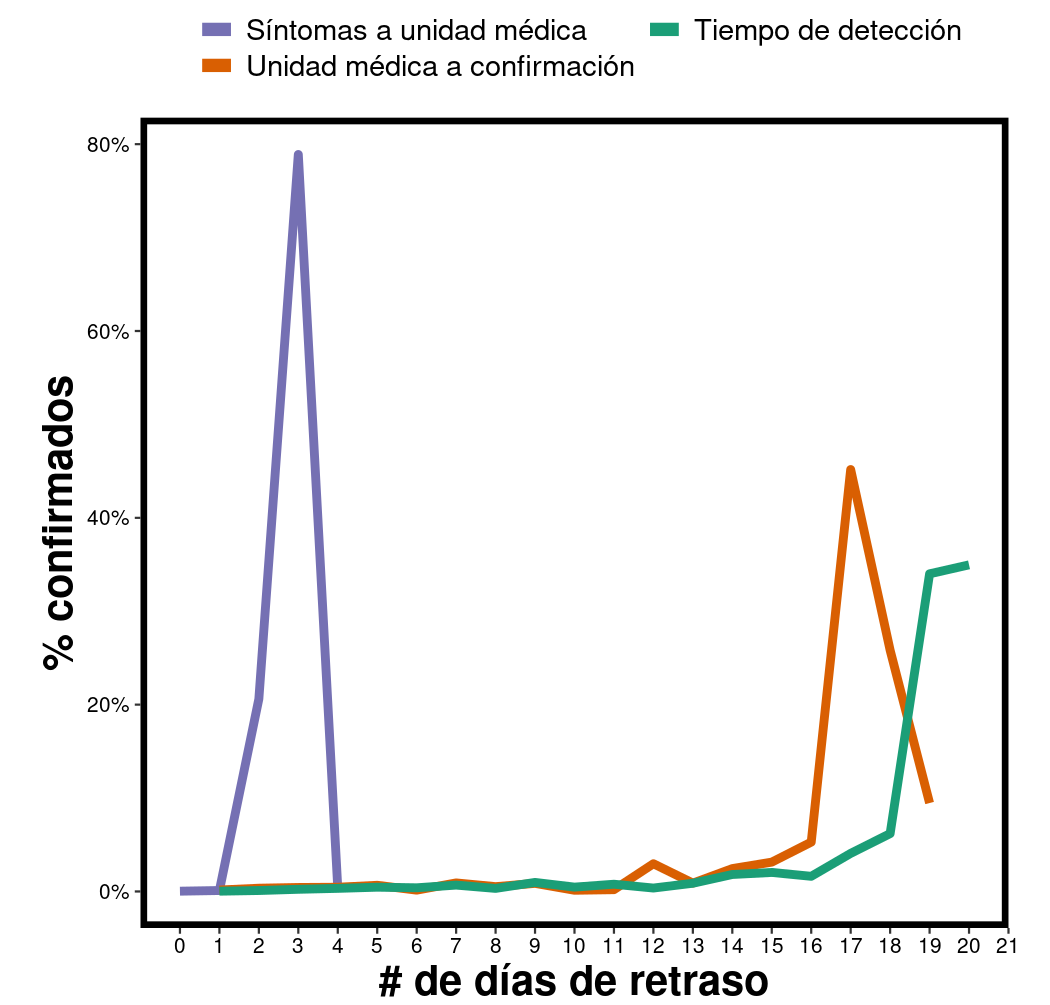 Síntomas a unidad médica
Tiempo de detección
Unidad médica a confirmación
80%
60%
40%
20%
0%
% confirmados
0 1 2 3 4 5 6 7 8 9 10 11 12 13 14 15 16 17 18 19 20 21
# de días de retraso